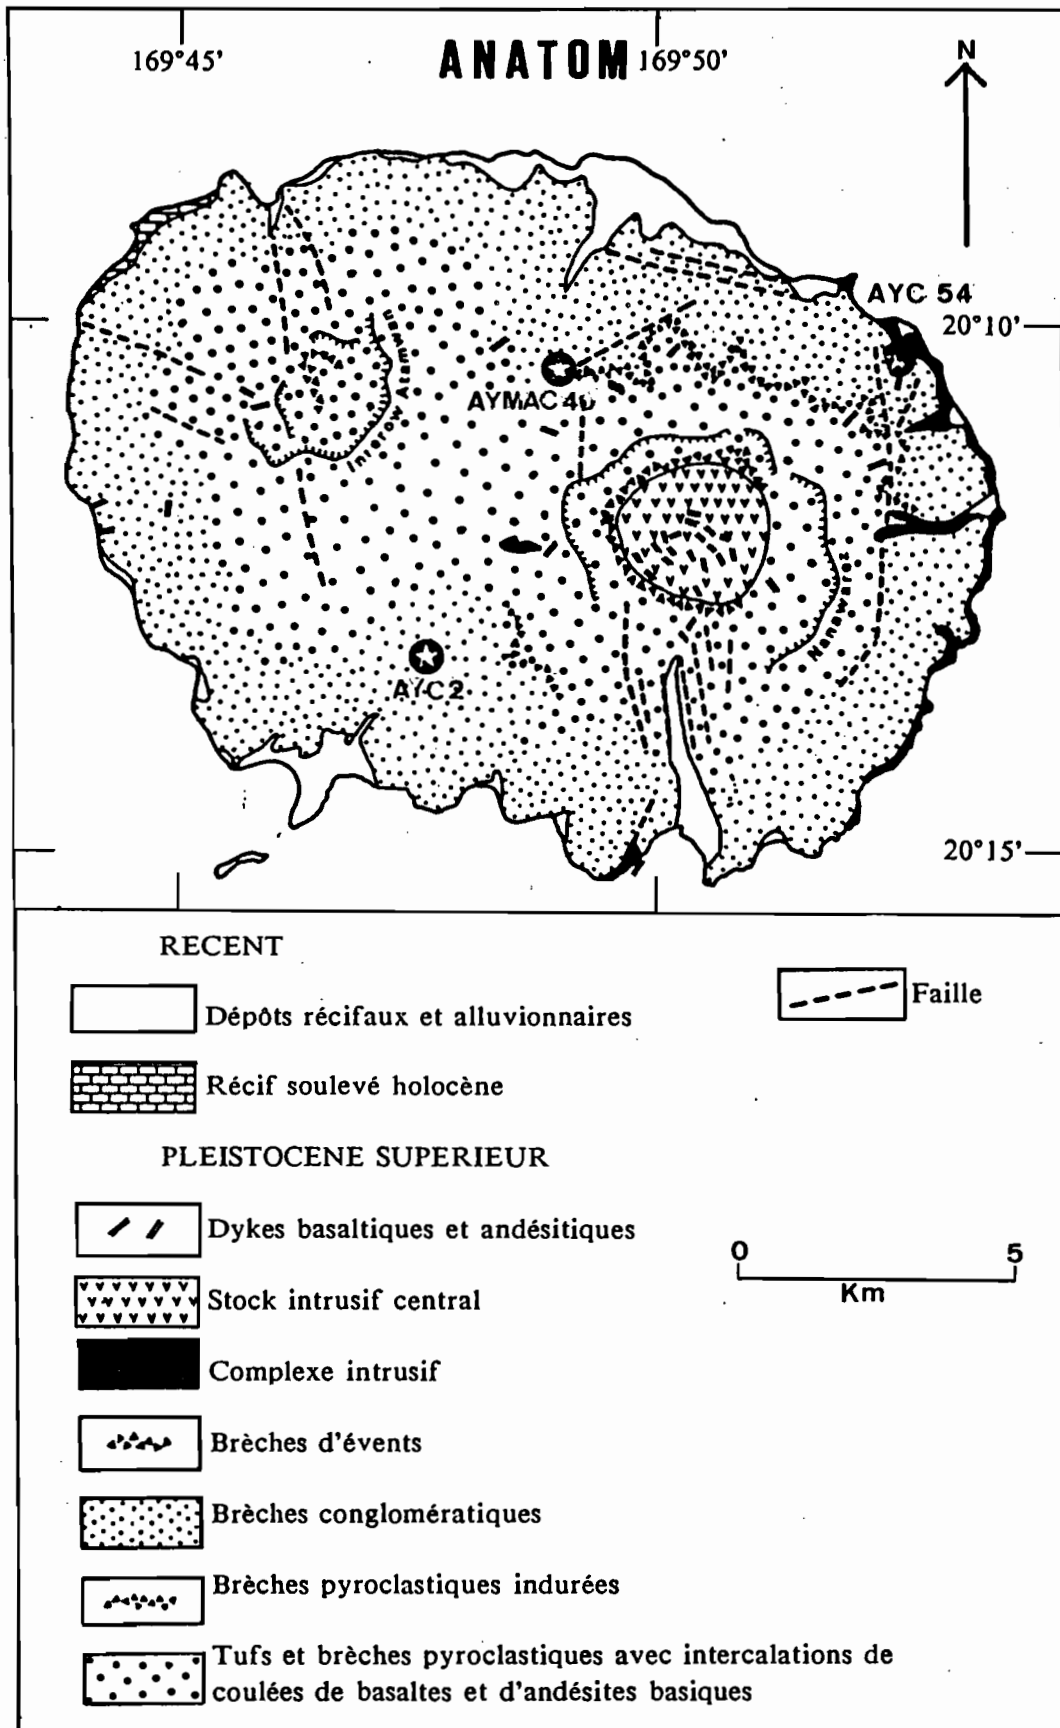 ANATOM
169°45'
169°50'
N
AYC 54
20°10'
AYMAC 40
Inrerow Atamwan
Nanawarez
AYC2
20°15'
RECENT
Dépôts récifaux et alluvionnaires
Faille
Récif soulevé holocène
PLEISTOCENE SUPERIEUR
Dykes basaltiques et andésitiques
0 5
Km
Stock intrusif central
Complexe intrusif
Brèches d'évents
Brèches conglomératiques
Brèches pyroclastiques indurées
Tufs et brèches pyroclastiques avec intercalations de
coulées de basaltes et d'andésites basiques